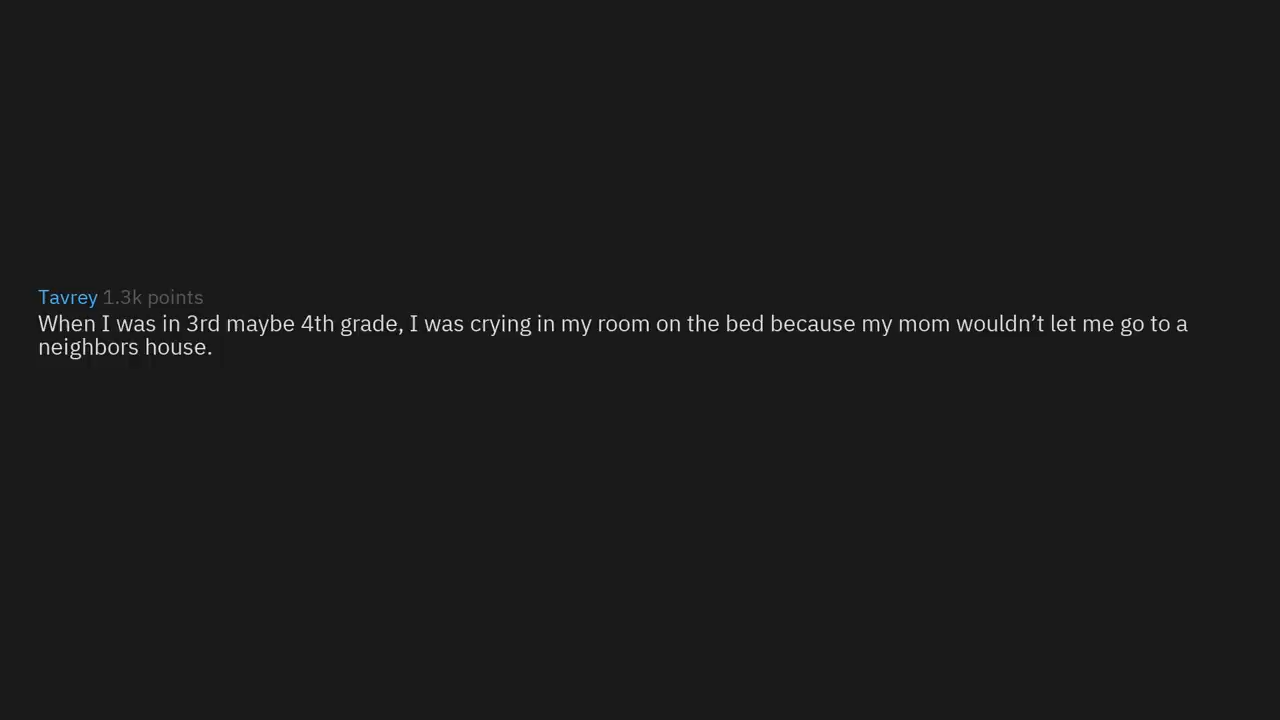 Tavrey 1.3k points
When I was in 3rd maybe 4th grade, I was crying in my room on the bed because my mom wouldn’t let me go to a
neighbors house.